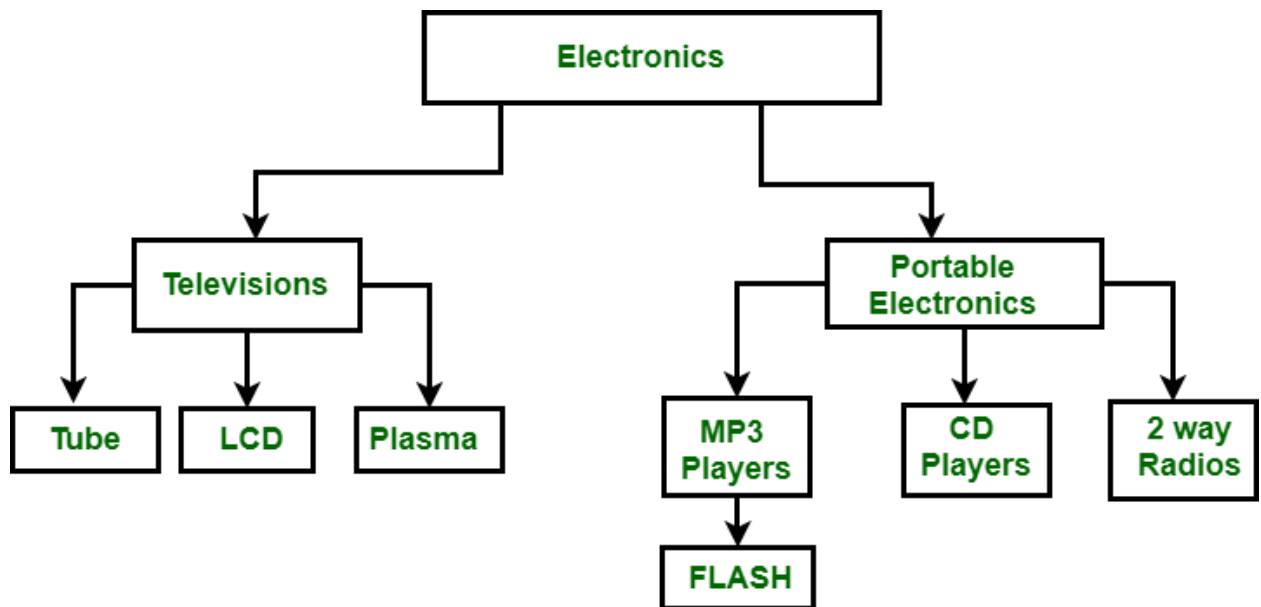 Electronics
Televisions
Portable
Electronics
Tube
LCD
Plasma
MP3
Players
CD
Players
2 way
Radios
FLASH